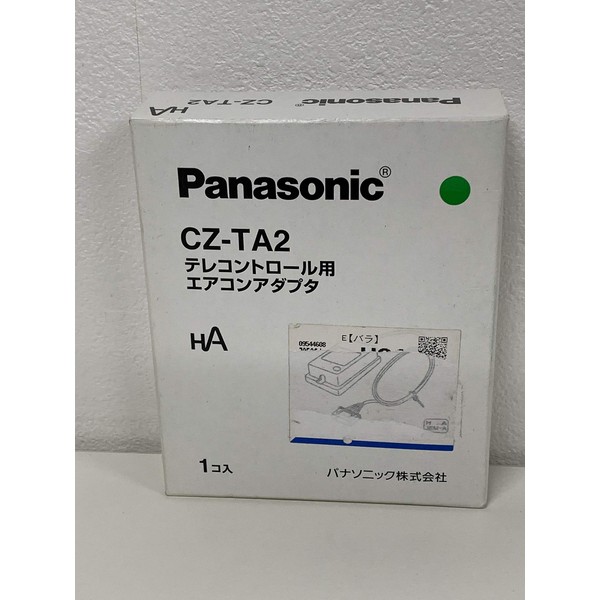 HA CZ-TA2 Panasonic®
Panasonic®
CZ-TA2
テレコントロール用
エアコンアダプタ
HA
E【バラ】
09544608
1コ入
パナソニック株式会社